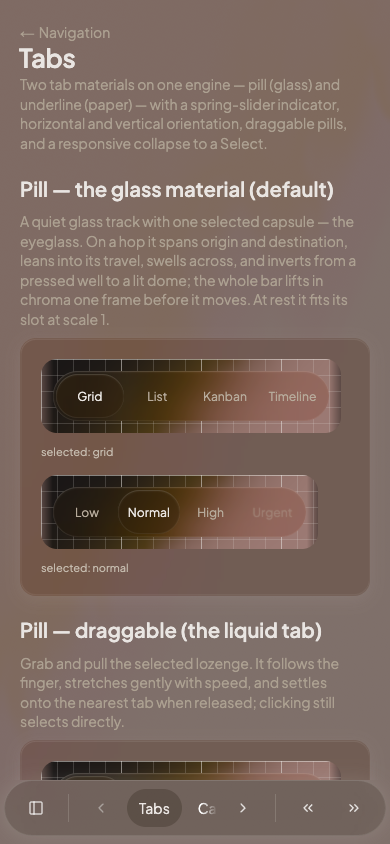 ← Navigation
Tabs
Two tab materials on one engine — pill (glass) and
underline (paper) — with a spring-slider indicator,
horizontal and vertical orientation, draggable pills,
and a responsive collapse to a Select.
Pill — the glass material (default)
A quiet glass track with one selected capsule — the
eyeglass. On a hop it spans origin and destination,
leans into its travel, swells across, and inverts from a
pressed well to a lit dome; the whole bar lifts in
chroma one frame before it moves. At rest it fits its
slot at scale 1.
Grid List Kanban Timeline
selected: grid
Low Normal High Urgent
selected: normal
Pill — draggable (the liquid tab)
Grab and pull the selected lozenge. It follows the
finger, stretches gently with speed, and settles
onto the nearest tab when released; clicking still
selects directly.
‹ Tabs Ca › « »